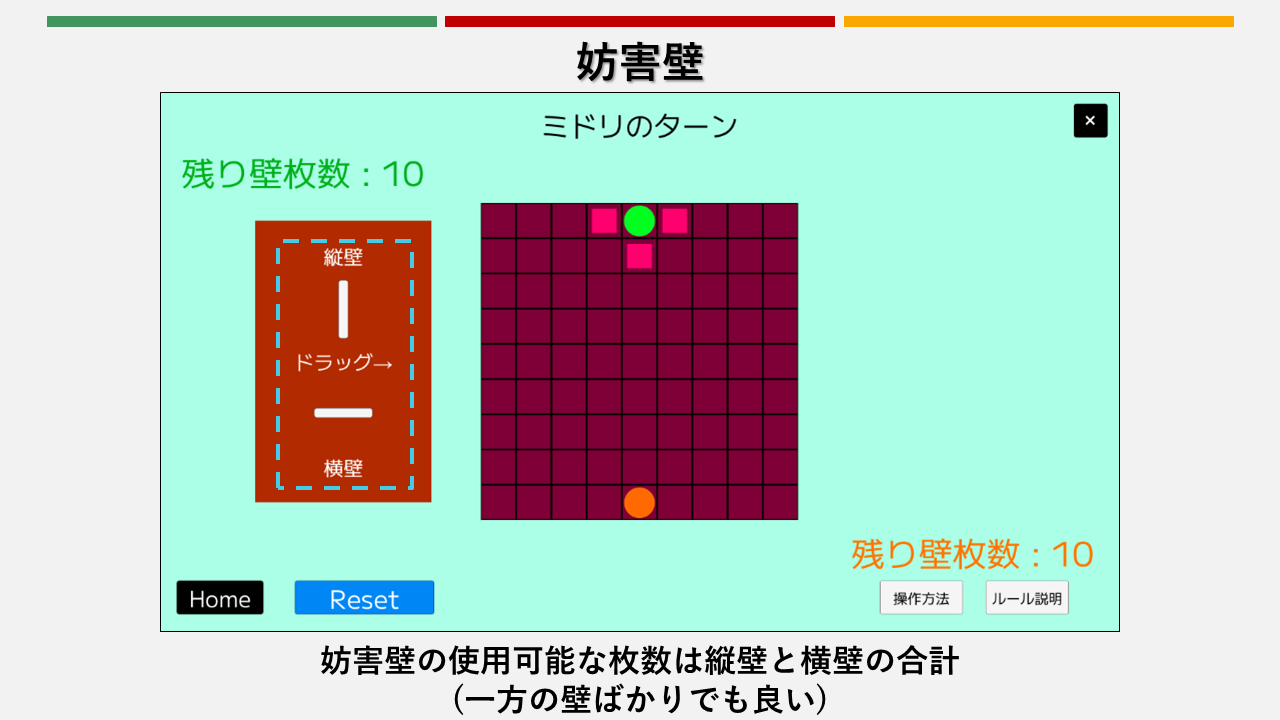 妨害壁
ミドリのターン
×
残り壁枚数 : 10
縦壁
ドラッグ→
横壁
残り壁枚数 : 10
Home
Reset
操作方法
ルール説明
妨害壁の使用可能な枚数は縦壁と横壁の合計
(一方の壁ばかりでも良い)